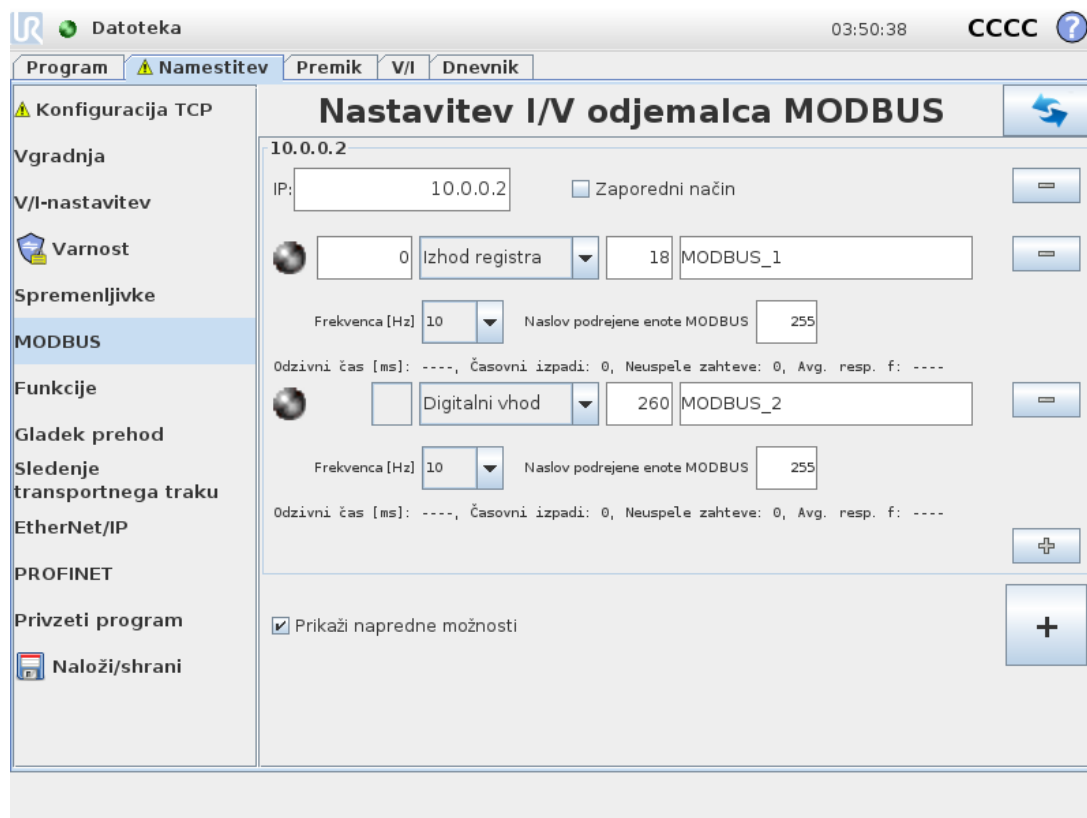 Datoteka 03:50:38 CCCC ?
Program Namestitev Premik V/I Dnevnik
Konfiguracija TCP
Vgradnja
V/I-nastavitev
Varnost
Spremenljivke
MODBUS
Funkcije
Gladek prehod
Sledenje
transportnega traku
EtherNet/IP
PROFINET
Privzeti program
Naloži/shrani
Nastavitev I/V odjemalca MODBUS
10.0.0.2
IP: 10.0.0.2 Zaporedni način
0 Izhod registra 18 MODBUS_1
Frekvenca [Hz] 10 Naslov podrejene enote MODBUS 255
Odzivni čas [ms]: ----, Časovni izpadi: 0, Neuspele zahteve: 0, Avg. resp. f: ----
Digitalni vhod 260 MODBUS_2
Frekvenca [Hz] 10 Naslov podrejene enote MODBUS 255
Odzivni čas [ms]: ----, Časovni izpadi: 0, Neuspele zahteve: 0, Avg. resp. f: ----
Prikaži napredne možnosti